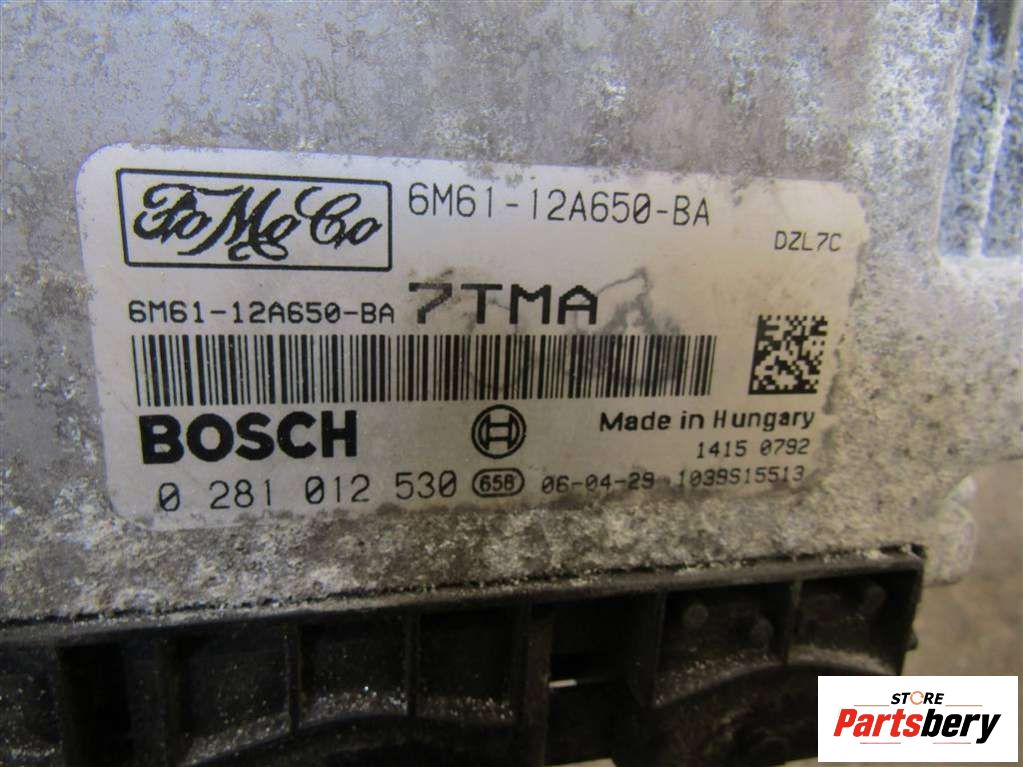 FoMoCo
6M61-12A650-BA
DZL7C
6M61-12A650-BA 7TMA
BOSCH
Made in Hungary
1415 0792
0 281 012 530 658 06-04-29 1039S15513
STORE
Partsbery